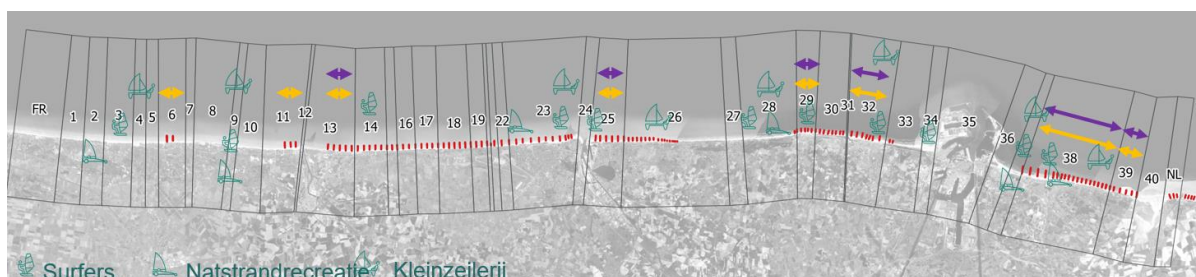 FR 1 2 3 4 5 6 7 8 9 10 11 12 13 14 16 17 18 19 22 23 24 25 26 27 28 29 30 31 32 33 34 35 36 38 39 40 NL
Surfers Natstrandrecreatie Kleinzeilerij